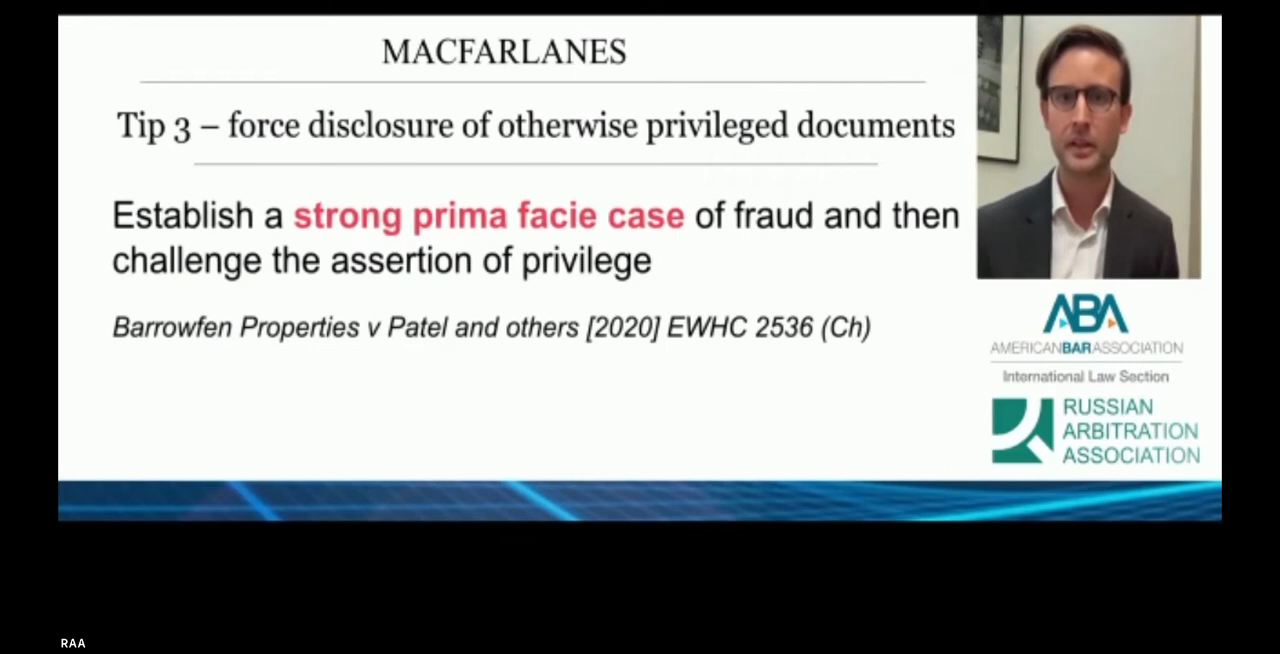 MACFARLANES
Tip 3 – force disclosure of otherwise privileged documents
Establish a strong prima facie case of fraud and then
challenge the assertion of privilege
Barrowfen Properties v Patel and others [2020] EWHC 2536 (Ch)
ABA
AMERICANBARASSOCIATION
International Law Section
RUSSIAN
ARBITRATION
ASSOCIATION
RAA